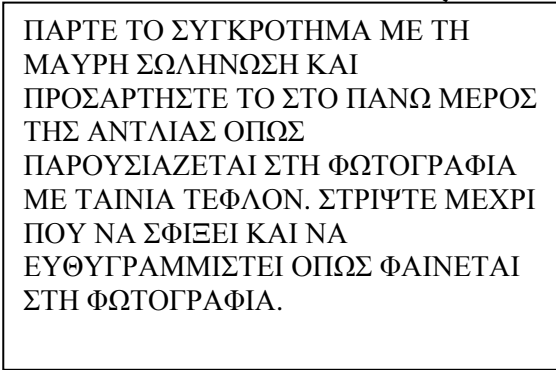 ΠΑΡΤΕ ΤΟ ΣΥΓΚΡΟΤΗΜΑ ΜΕ ΤΗ
ΜΑΥΡΗ ΣΩΛΗΝΩΣΗ ΚΑΙ
ΠΡΟΣΑΡΤΗΣΤΕ ΤΟ ΣΤΟ ΠΑΝΩ ΜΕΡΟΣ
ΤΗΣ ΑΝΤΛΙΑΣ ΟΠΩΣ
ΠΑΡΟΥΣΙΑΖΕΤΑΙ ΣΤΗ ΦΩΤΟΓΡΑΦΙΑ
ΜΕ ΤΑΙΝΙΑ ΤΕΦΛΟΝ. ΣΤΡΙΨΤΕ ΜΕΧΡΙ
ΠΟΥ ΝΑ ΣΦΙΞΕΙ ΚΑΙ ΝΑ
ΕΥΘΥΓΡΑΜΜΙΣΤΕΙ ΟΠΩΣ ΦΑΙΝΕΤΑΙ
ΣΤΗ ΦΩΤΟΓΡΑΦΙΑ.